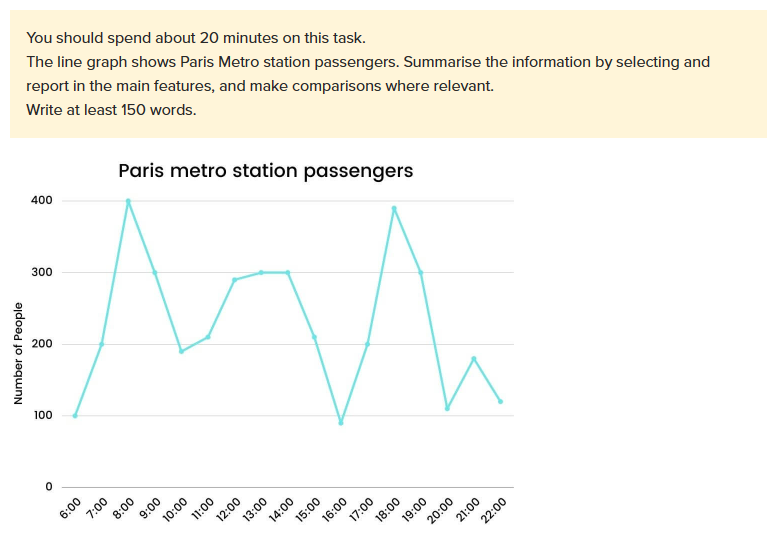 You should spend about 20 minutes on this task.
The line graph shows Paris Metro station passengers. Summarise the information by selecting and
report in the main features, and make comparisons where relevant.
Write at least 150 words.
Paris metro station passengers
Number of People
400
300
200
100
0
6:00 7:00 8:00 9:00 10:00 11:00 12:00 13:00 14:00 15:00 16:00 17:00 18:00 19:00 20:00 21:00 22:00